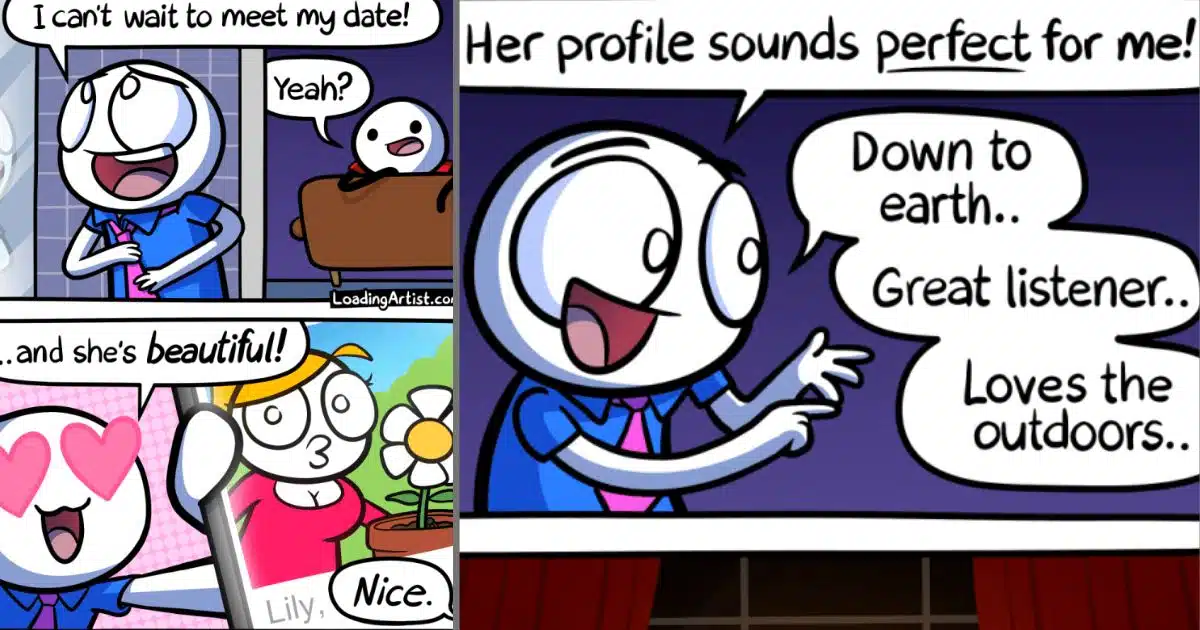 I can't wait to meet my date!
Yeah?
LoadingArtist.co
..and she's beautiful!
Lily,
Nice.
Her profile sounds perfect for me!
Down to
earth..
Great listener..
Loves the
outdoors..